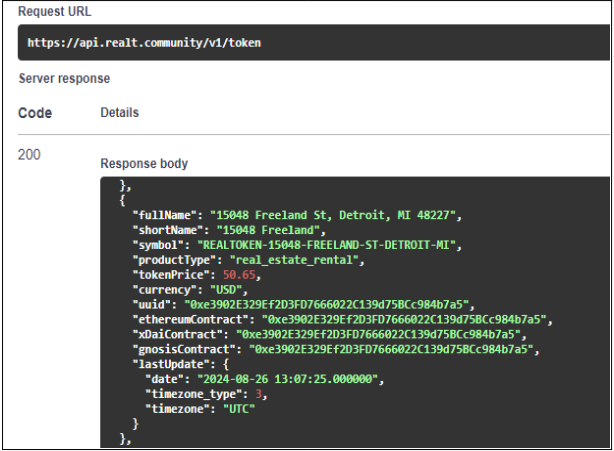 Request URL
https://api.realt.community/v1/token
Server response
Code Details
200
Response body
},
{
"fullName": "15048 Freeland St, Detroit, MI 48227",
"shortName": "15048 Freeland",
"symbol": "REALTOKEN-15048-FREELAND-ST-DETROIT-MI",
"productType": "real_estate_rental",
"tokenPrice": 50.65,
"currency": "USD",
"uuid": "0xe3902E329Ef2D3FD7666022C139d75BCc984b7a5",
"ethereumContract": "0xe3902E329Ef2D3FD7666022C139d75BCc984b7a5",
"xDaiContract": "0xe3902E329Ef2D3FD7666022C139d75BCc984b7a5",
"gnosisContract": "0xe3902E329Ef2D3FD7666022C139d75BCc984b7a5",
"lastUpdate": {
"date": "2024-08-26 13:07:25.000000",
"timezone_type": 3,
"timezone": "UTC"
}
},